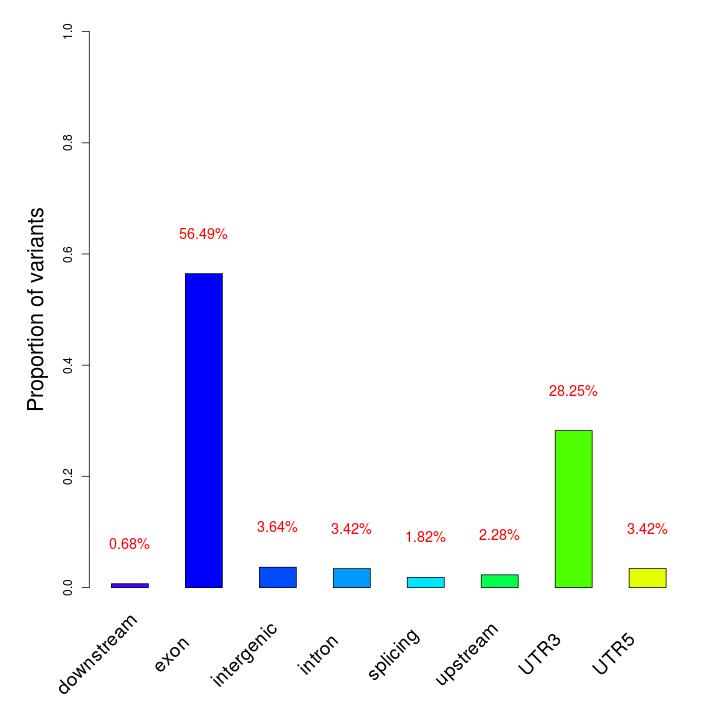 Proportion of variants
1.0
0.8
0.6
0.4
0.2
0.0
0.68%
56.49%
3.64%
3.42%
1.82%
2.28%
28.25%
3.42%
downstream
exon
intergenic
intron
splicing
upstream
UTR3
UTR5